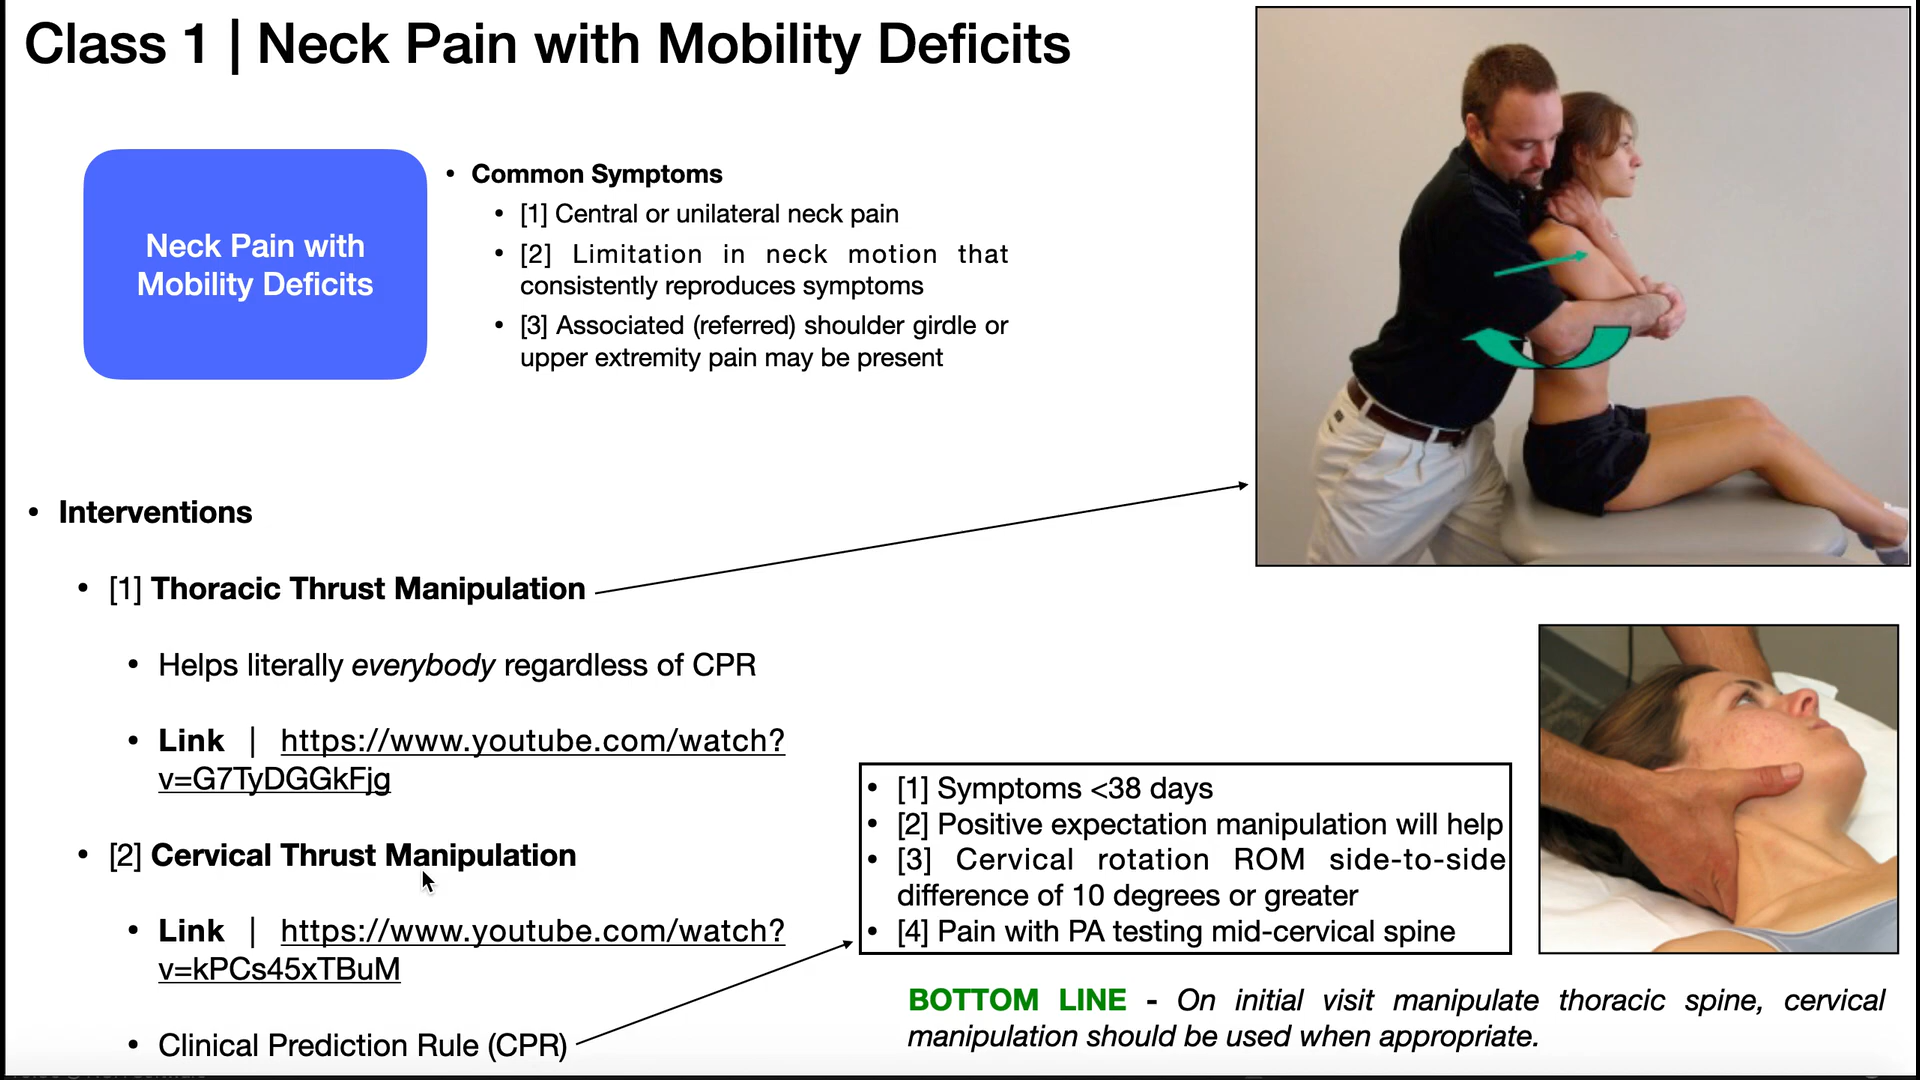 Class 1 | Neck Pain with Mobility Deficits
Neck Pain with
Mobility Deficits
• Common Symptoms
• [1] Central or unilateral neck pain
• [2] Limitation in neck motion that
consistently reproduces symptoms
• [3] Associated (referred) shoulder girdle or
upper extremity pain may be present
• Interventions
• [1] Thoracic Thrust Manipulation
• Helps literally everybody regardless of CPR
• Link | https://www.youtube.com/watch?
v=G7TyDGGkFjg
• [2] Cervical Thrust Manipulation
• Link | https://www.youtube.com/watch?
v=kPCs45xTBuM
• Clinical Prediction Rule (CPR)
• [1] Symptoms <38 days
• [2] Positive expectation manipulation will help
• [3] Cervical rotation ROM side-to-side
difference of 10 degrees or greater
• [4] Pain with PA testing mid-cervical spine
BOTTOM LINE - On initial visit manipulate thoracic spine, cervical
manipulation should be used when appropriate.